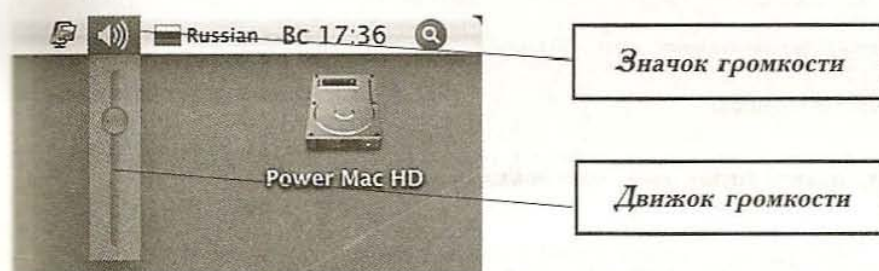 Russian Вс 17:36
Значок громкости
Power Mac HD
Движок громкости